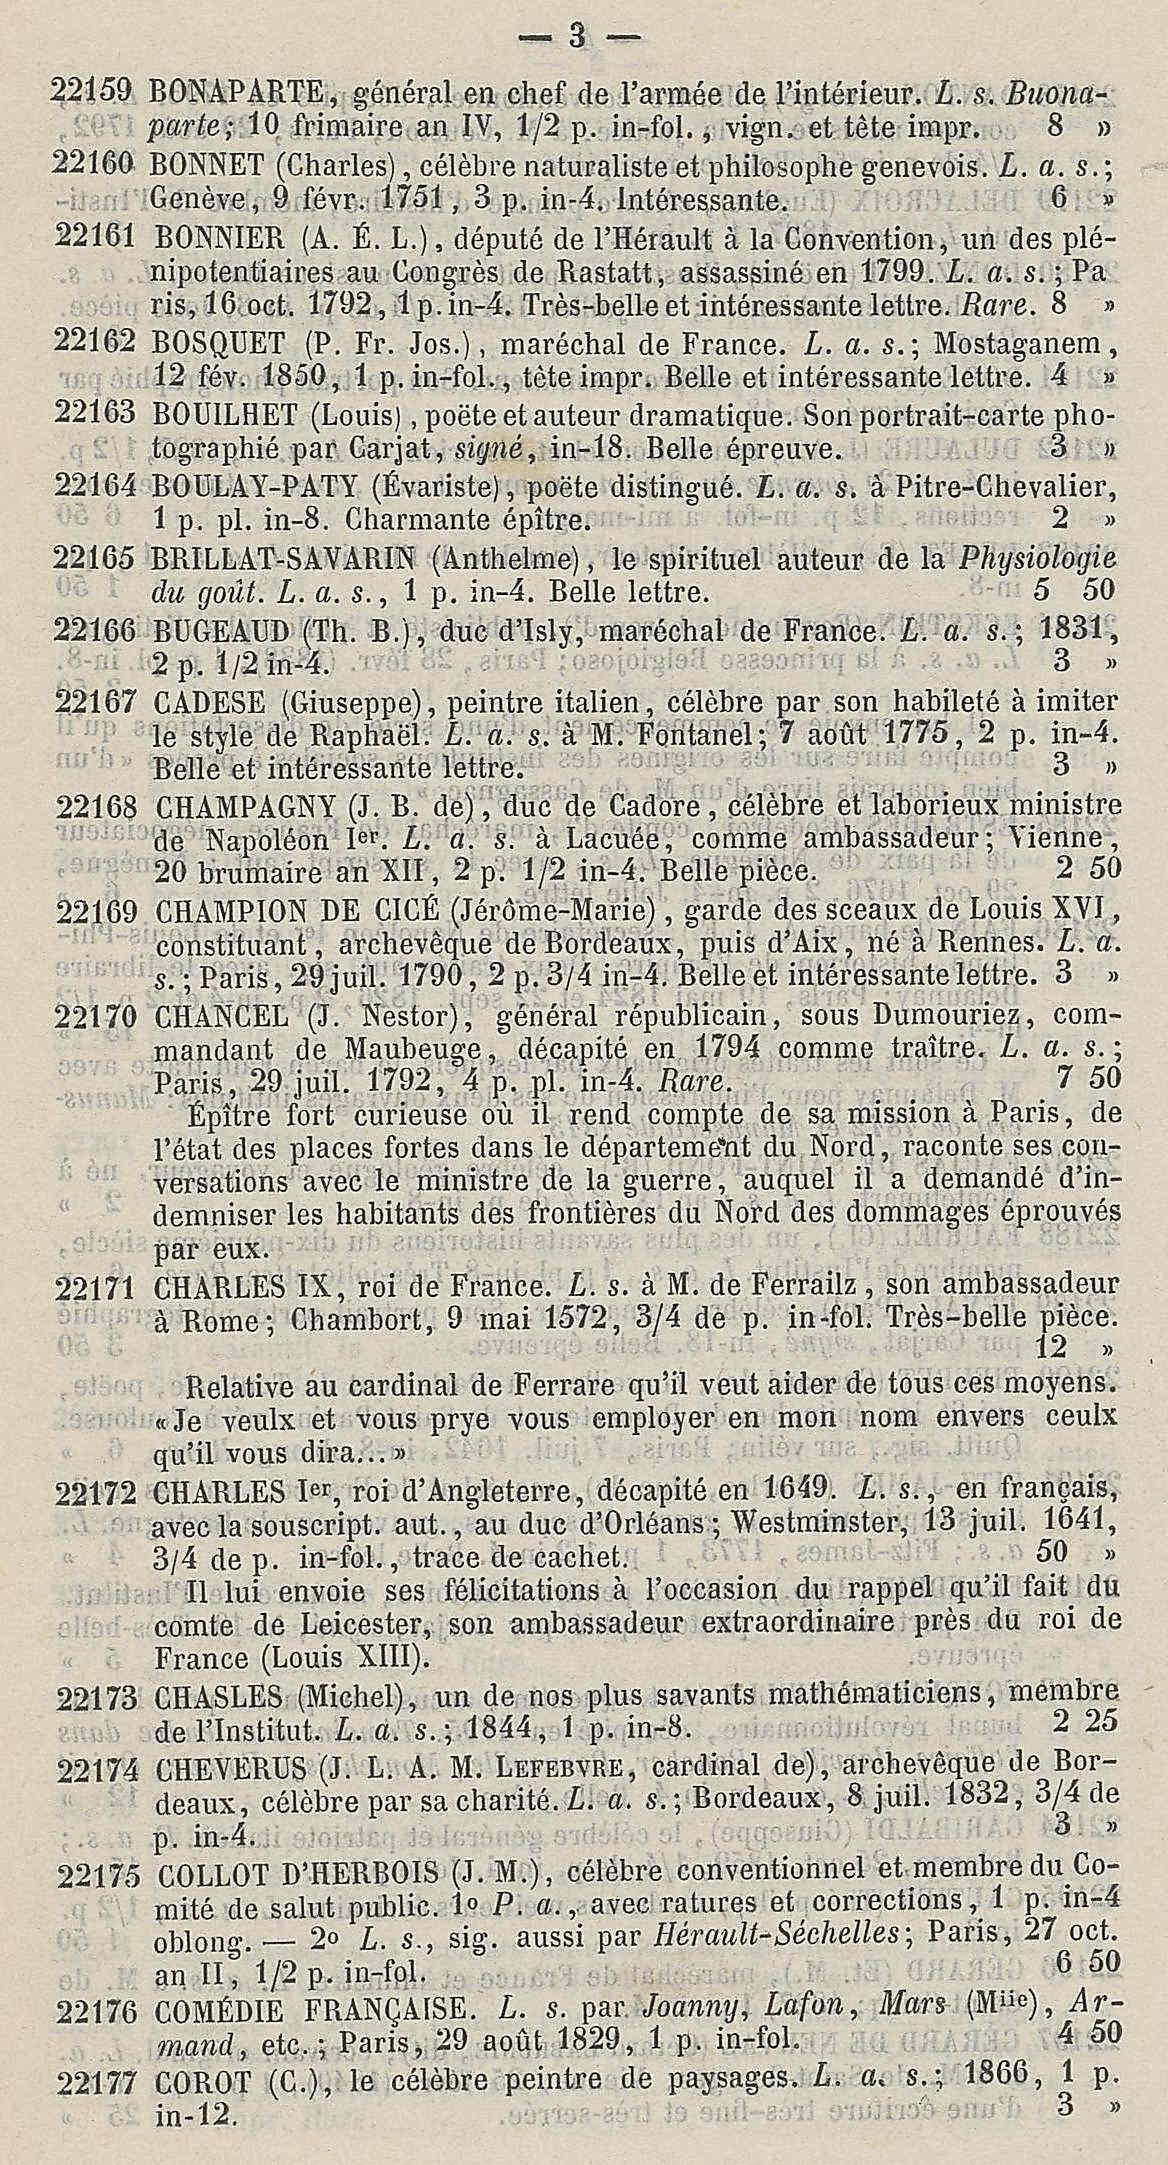 — 3 —
22159 BONAPARTE, général en chef de l'armée de l'intérieur. L. s. Buona-
parte; 10 frimaire an IV, 1/2 p. in-fol., vign. et tête impr. 8 »
22160 BONNET (Charles), célèbre naturaliste et philosophe genevois. L. a. s.;
Genève, 9 févr. 1751, 3 p. in-4. Intéressante. 6 »
22161 BONNIER (A. É. L.), député de l'Hérault à la Convention, un des plé-
nipotentiaires au Congrès de Rastatt, assassiné en 1799. L. a. s.; Pa
ris, 16 oct. 1792, 1 p. in-4. Très-belle et intéressante lettre. Rare. 8 »
22162 BOSQUET (P. Fr. Jos.), maréchal de France. L. a. s.; Mostaganem,
12 fév. 1850, 1 p. in-fol., tête impr. Belle et intéressante lettre. 4 »
22163 BOUILHET (Louis), poëte et auteur dramatique. Son portrait-carte pho-
tographié par Carjat, signé, in-18. Belle épreuve. 3 »
22164 BOULAY-PATY (Évariste), poëte distingué. L. a. s. à Pitre-Chevalier,
1 p. pl. in-8. Charmante épître. 2 »
22165 BRILLAT-SAVARIN (Anthelme), le spirituel auteur de la Physiologie
du goût. L. a. s., 1 p. in-4. Belle lettre. 5 50
22166 BUGEAUD (Th. B.), duc d'Isly, maréchal de France. L. a. s.; 1831,
2 p. 1/2 in-4. 3 »
22167 CADESE (Giuseppe), peintre italien, célèbre par son habileté à imiter
le style de Raphaël. L. a. s. à M. Fontanel; 7 août 1775, 2 p. in-4.
Belle et intéressante lettre. 3 »
22168 CHAMPAGNY (J. B. de), duc de Cadore, célèbre et laborieux ministre
de Napoléon Ier. L. a. s. à Lacuée, comme ambassadeur; Vienne,
20 brumaire an XII, 2 p. 1/2 in-4. Belle pièce. 2 50
22169 CHAMPION DE CICÉ (Jérôme-Marie), garde des sceaux de Louis XVI,
constituant, archevêque de Bordeaux, puis d'Aix, né à Rennes. L. a.
s.; Paris, 29 juil. 1790, 2 p. 3/4 in-4. Belle et intéressante lettre. 3 »
22170 CHANCEL (J. Nestor), général républicain, sous Dumouriez, com-
mandant de Maubeuge, décapité en 1794 comme traître. L. a. s.;
Paris, 29 juil. 1792, 4 p. pl. in-4. Rare. 7 50
Épître fort curieuse où il rend compte de sa mission à Paris, de
l'état des places fortes dans le département du Nord, raconte ses con-
versations avec le ministre de la guerre, auquel il a demandé d'in-
demniser les habitants des frontières du Nord des dommages éprouvés
par eux.
22171 CHARLES IX, roi de France. L. s. à M. de Ferrailz, son ambassadeur
à Rome; Chambort, 9 mai 1572, 3/4 de p. in-fol. Très-belle pièce.
12 »
Relative au cardinal de Ferrare qu'il veut aider de tous ces moyens.
«Je veulx et vous prye vous employer en mon nom envers ceulx
qu'il vous dira...»
22172 CHARLES Ier, roi d'Angleterre, décapité en 1649. L. s., en français,
avec la souscript. aut., au duc d'Orléans; Westminster, 13 juil. 1641,
3/4 de p. in-fol., trace de cachet. 50 »
Il lui envoie ses félicitations à l'occasion du rappel qu'il fait du
comte de Leicester, son ambassadeur extraordinaire près du roi de
France (Louis XIII).
22173 CHASLES (Michel), un de nos plus savants mathématiciens, membre
de l'Institut. L. a. s.; 1844, 1 p. in-8. 2 25
22174 CHEVERUS (J. L. A. M. LEFEBVRE, cardinal de), archevêque de Bor-
deaux, célèbre par sa charité. L. a. s.; Bordeaux, 8 juil. 1832, 3/4 de
p. in-4. 3 »
22175 COLLOT D'HERBOIS (J. M.), célèbre conventionnel et membre du Co-
mité de salut public. 1o P. a., avec ratures et corrections, 1 p. in-4
oblong. — 2o L. s., sig. aussi par Hérault-Séchelles; Paris, 27 oct.
an II, 1/2 p. in-fol. 6 50
22176 COMÉDIE FRANÇAISE. L. s. par Joanny, Lafon, Mars (Mlle), Ar-
mand, etc.; Paris, 29 août 1829, 1 p. in-fol. 4 50
22177 COROT (C.), le célèbre peintre de paysages. L. a. s.; 1866, 1 p.
in-12. 3 »